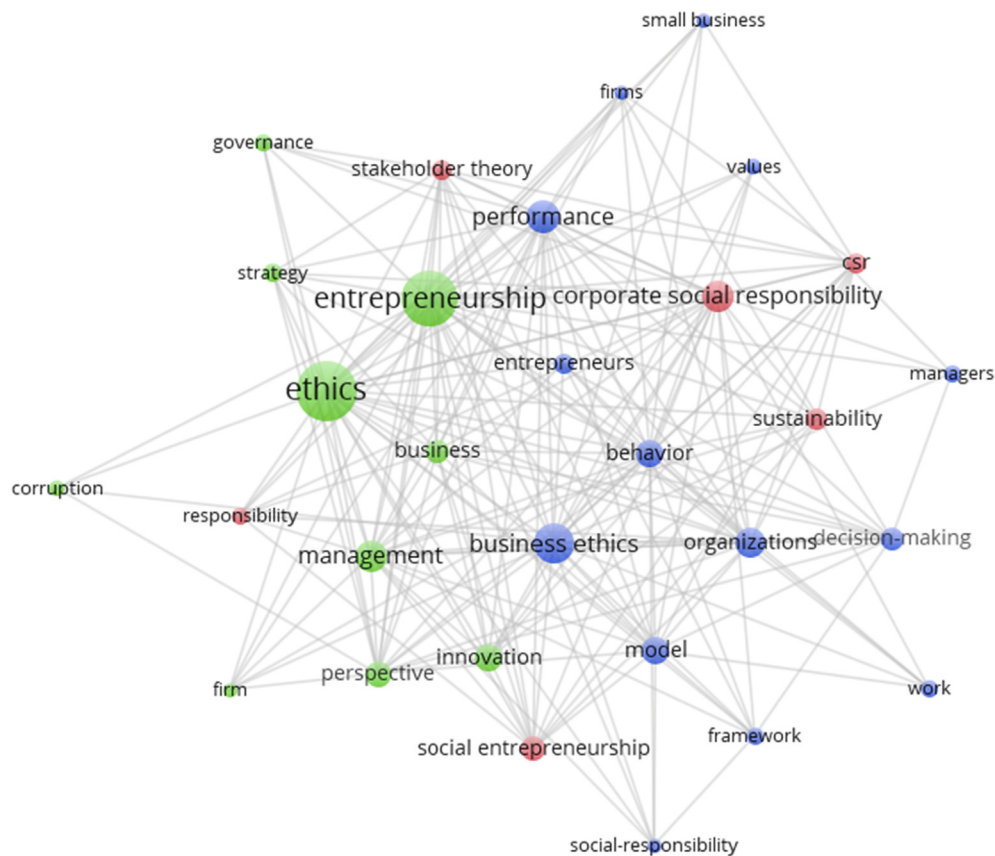 small business
firms
governance
stakeholder theory
values
performance
csr
strategy
entrepreneurship
corporate social responsibility
entrepreneurs
managers
ethics
sustainability
business
behavior
corruption
responsibility
management
business ethics
organizations
decision-making
innovation
model
perspective
firm
work
social entrepreneurship
framework
social-responsibility